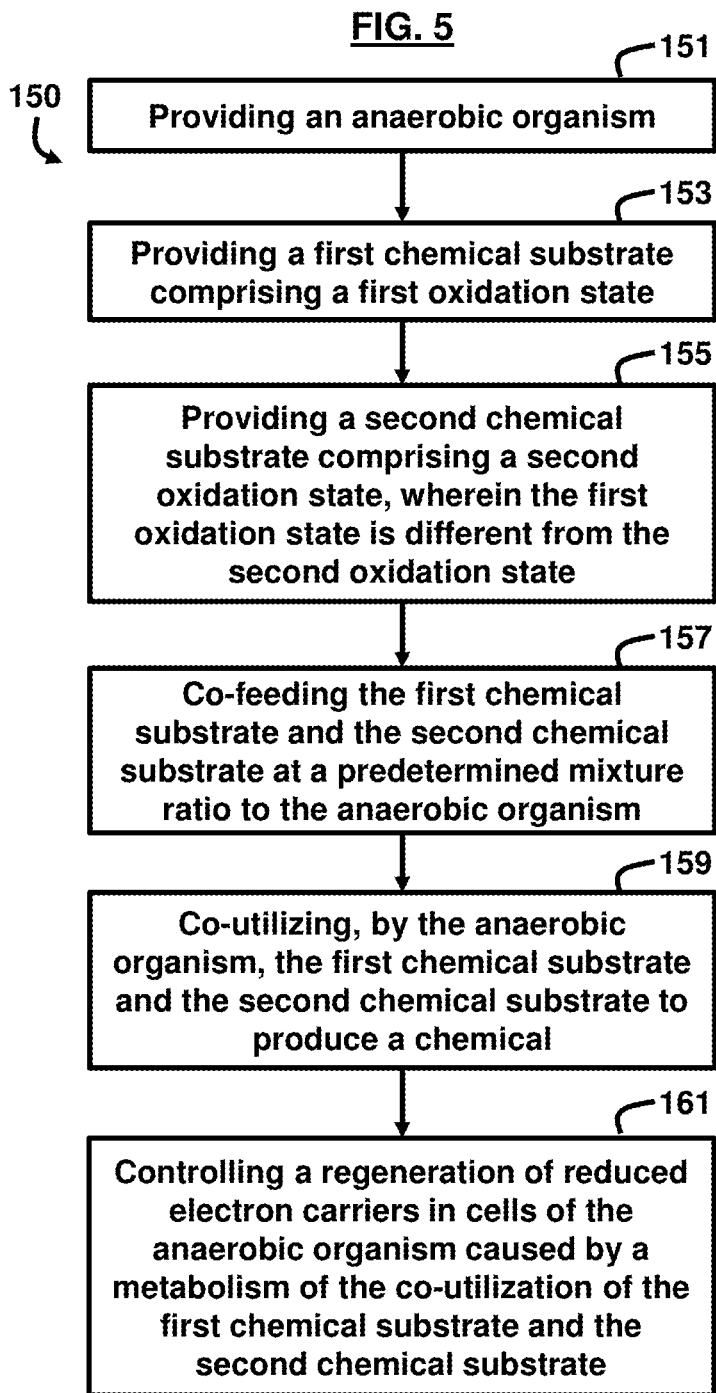 FIG. 5
150
151
Providing an anaerobic organism
153
Providing a first chemical substrate
comprising a first oxidation state
155
Providing a second chemical
substrate comprising a second
oxidation state, wherein the first
oxidation state is different from the
second oxidation state
157
Co-feeding the first chemical
substrate and the second chemical
substrate at a predetermined mixture
ratio to the anaerobic organism
159
Co-utilizing, by the anaerobic
organism, the first chemical substrate
and the second chemical substrate to
produce a chemical
161
Controlling a regeneration of reduced
electron carriers in cells of the
anaerobic organism caused by a
metabolism of the co-utilization of the
first chemical substrate and the
second chemical substrate